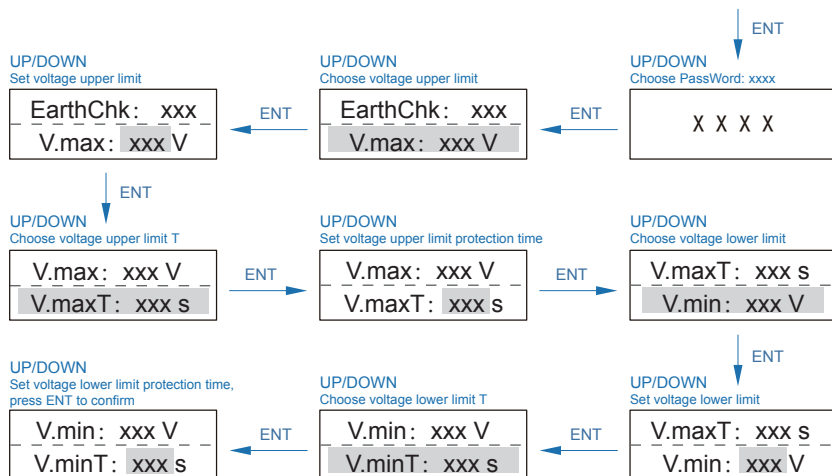 ENT
UP/DOWN
Set voltage upper limit
EarthChk: xxx
V.max: xxx V
ENT
UP/DOWN
Choose voltage upper limit
EarthChk: xxx
V.max: xxx V
ENT
UP/DOWN
Choose PassWord: xxxx
X X X X
ENT
UP/DOWN
Choose voltage upper limit T
V.max: xxx V
V.maxT: xxx s
ENT
UP/DOWN
Set voltage upper limit protection time
V.max: xxx V
V.maxT: xxx s
ENT
UP/DOWN
Choose voltage lower limit
V.maxT: xxx s
V.min: xxx V
ENT
UP/DOWN
Set voltage lower limit protection time,
press ENT to confirm
V.min: xxx V
V.minT: xxx s
ENT
UP/DOWN
Choose voltage lower limit T
V.min: xxx V
V.minT: xxx s
ENT
UP/DOWN
Set voltage lower limit
V.maxT: xxx s
V.min: xxx V